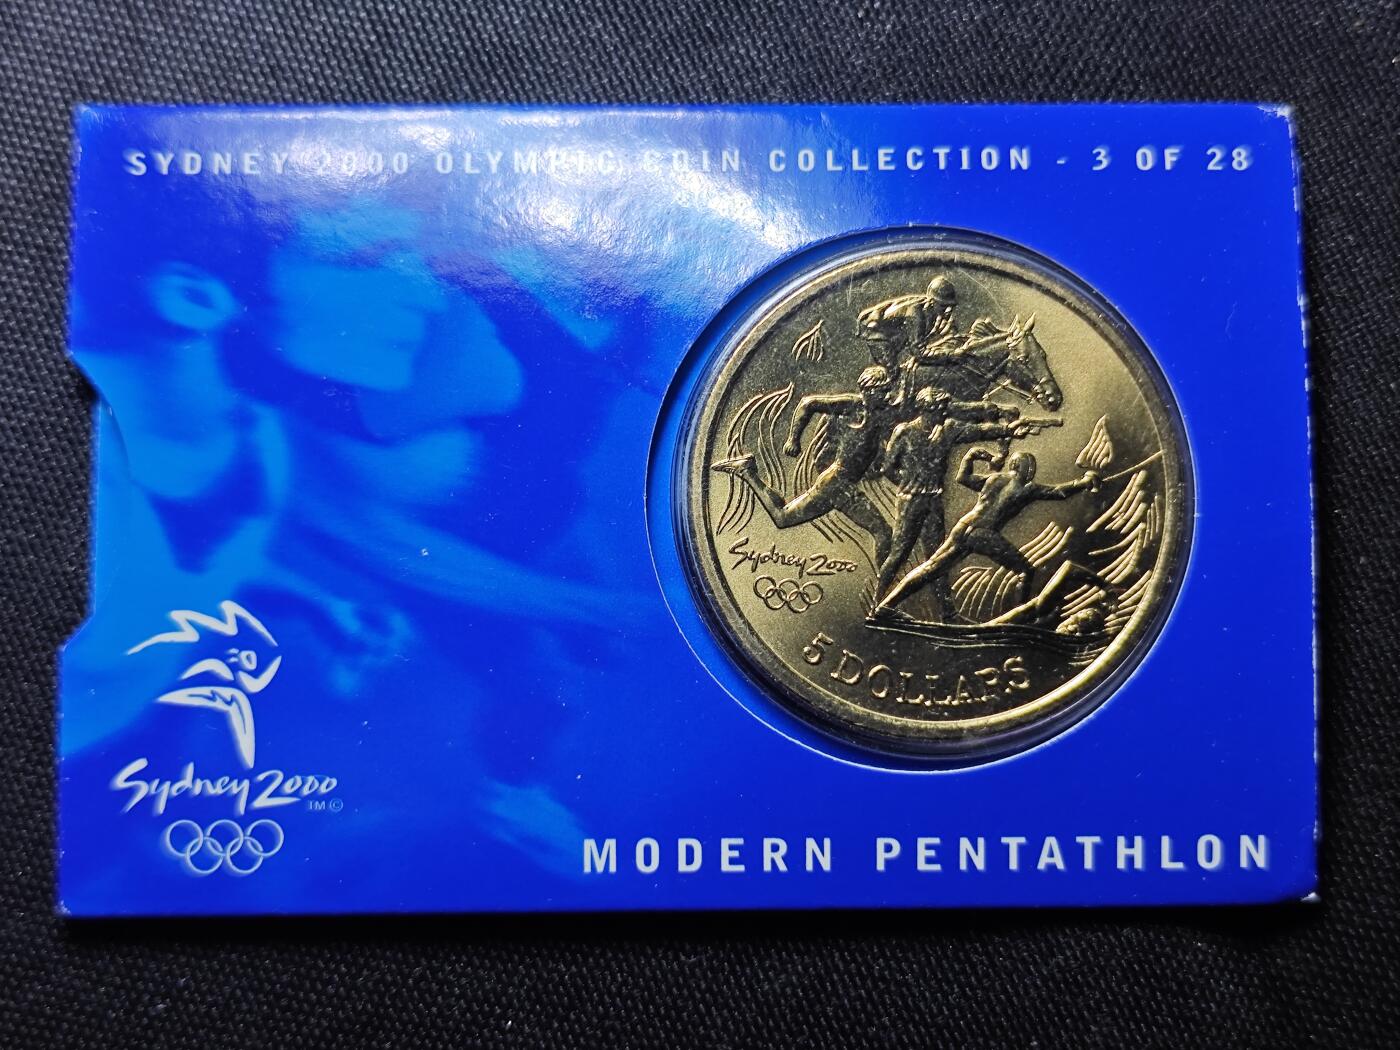 SYDNEY 2000 OLYMPIC COIN COLLECTION - 3 OF 28
Sydney 2000
5 DOLLARS
Sydney 2000
TM ©
MODERN PENTATHLON